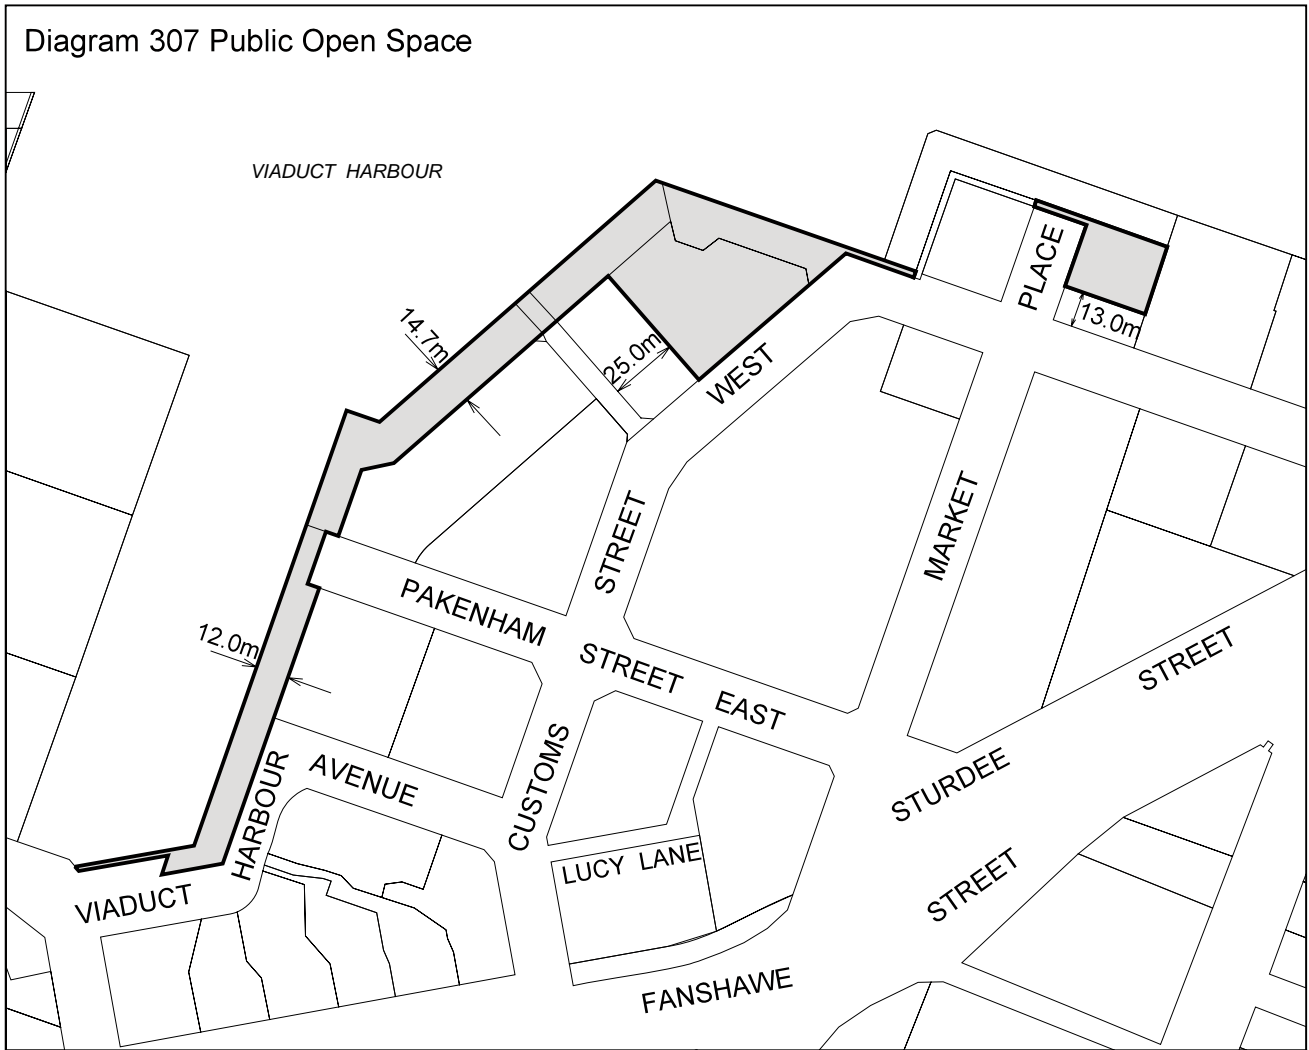 Diagram 307 Public Open Space
VIADUCT HARBOUR
PLACE
13.0m
14.7m
25.0m
WEST
STREET
MARKET
PAKENHAM STREET EAST
12.0m
STREET
STURDEE
HARBOUR
AVENUE
CUSTOMS
LUCY LANE
VIADUCT
STREET
FANSHAWE